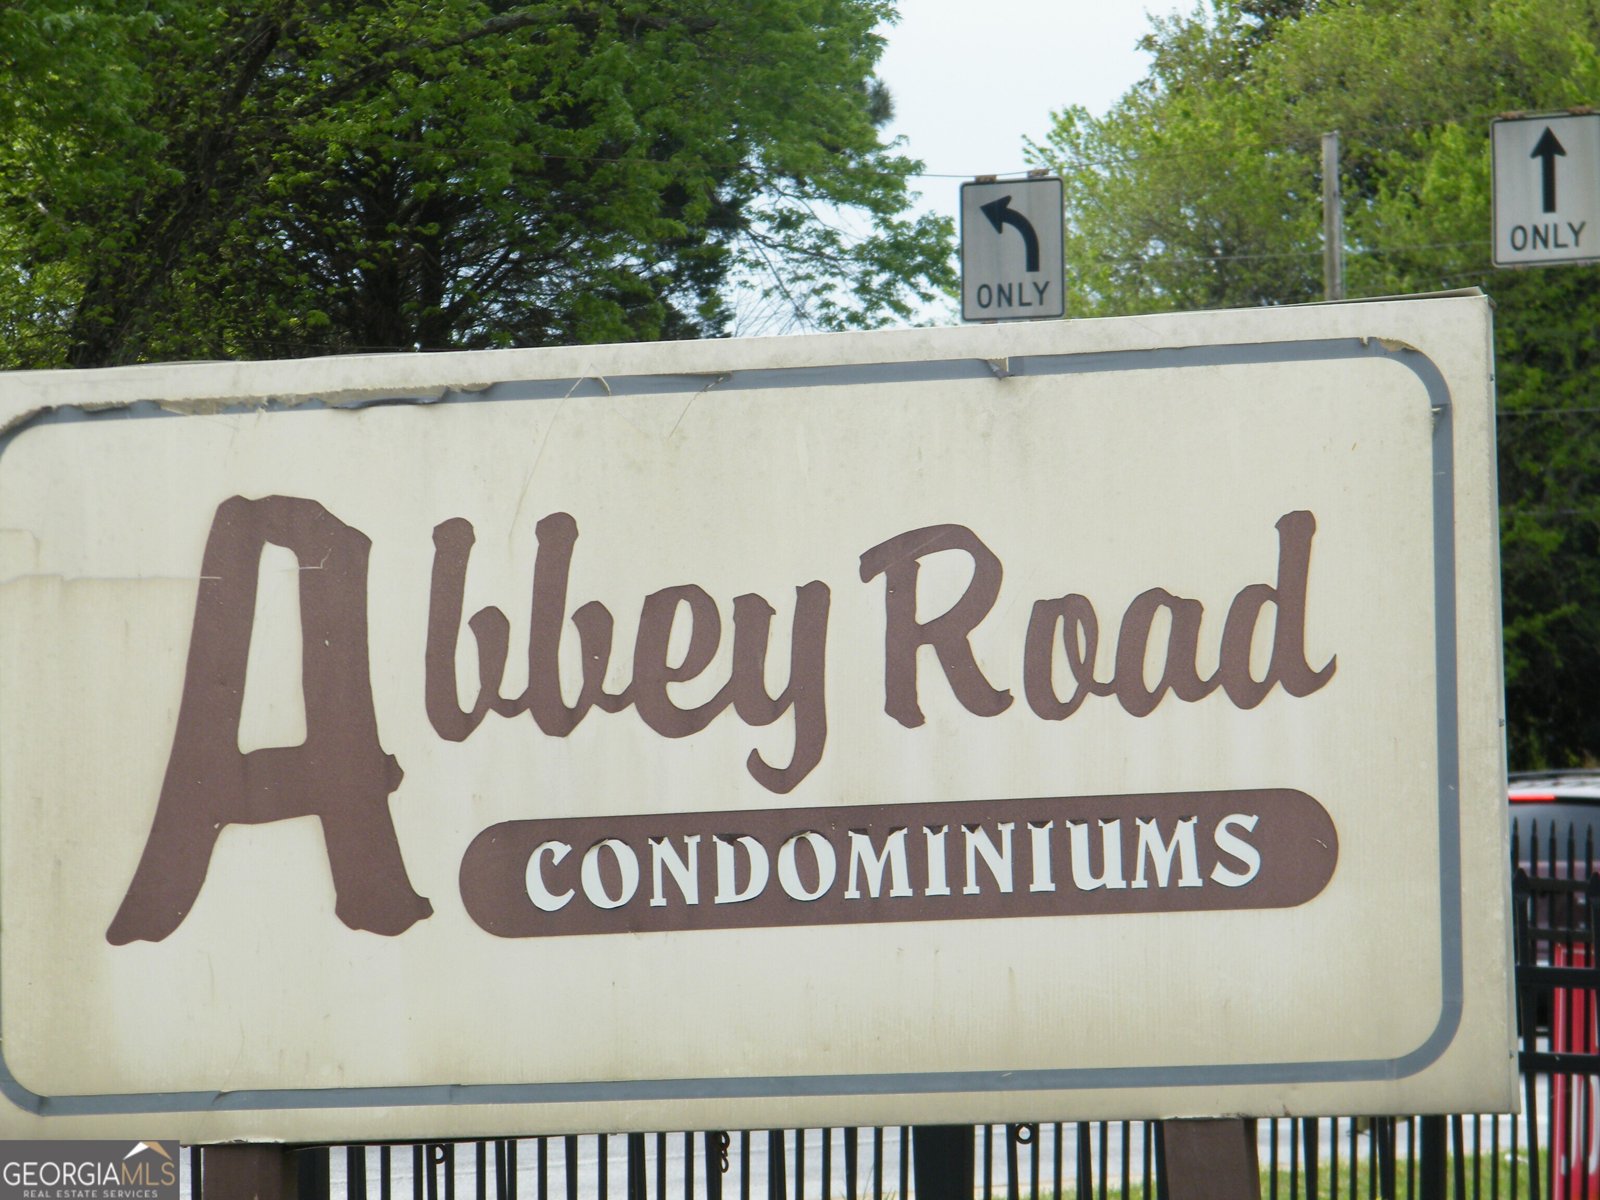 ONLY
ONLY
Abbey Road
CONDOMINIUMS
GEORGIAMLS
REAL ESTATE SERVICES